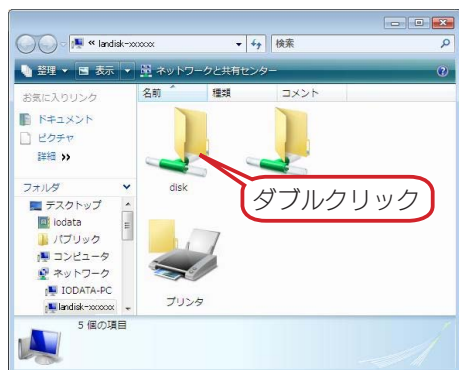 « landisk-xxxxxx
検索
整理
表示
ネットワークと共有センター
お気に入りリンク
ドキュメント
ピクチャ
詳細 »
フォルダ
デスクトップ
iodata
パブリック
コンピュータ
ネットワーク
IODATA-PC
landisk-xxxxxx
名前
種類
コメント
disk
ダブルクリック
プリンタ
5 個の項目